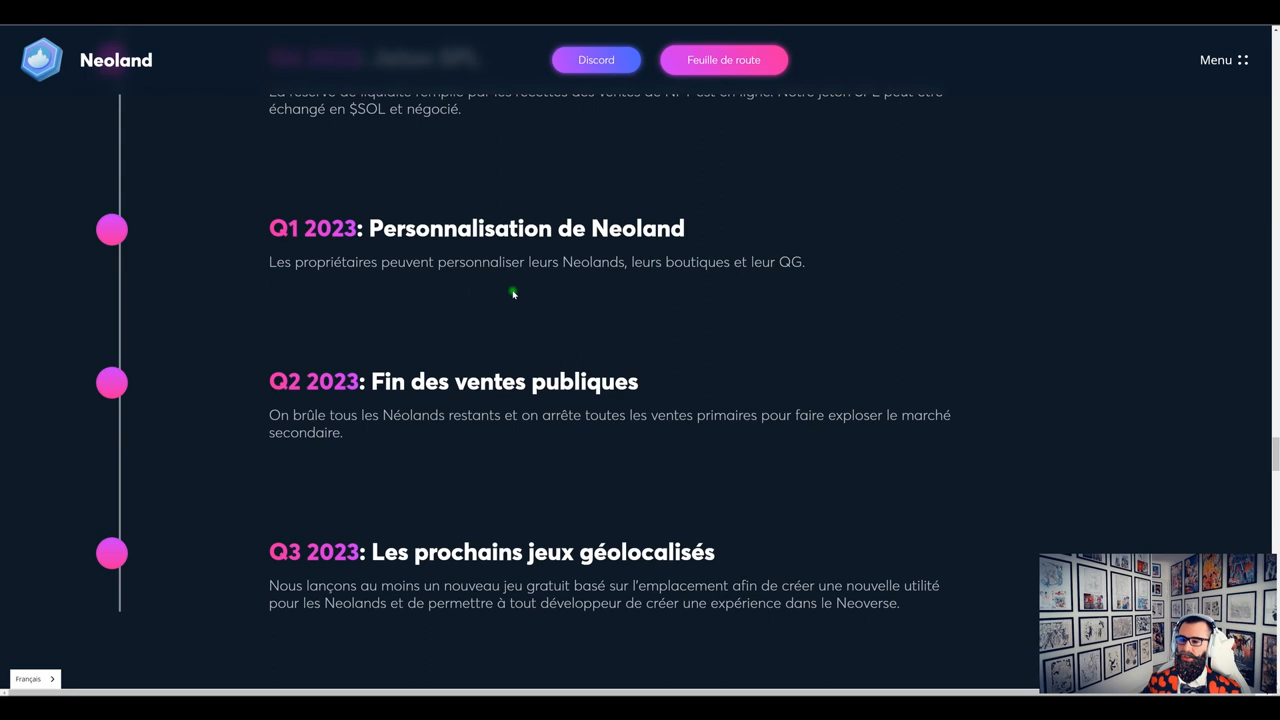 Neoland
Discord
Feuille de route
Menu
échangé en $SOL et négocié.
Q1 2023: Personnalisation de Neoland
Les propriétaires peuvent personnaliser leurs Neolands, leurs boutiques et leur QG.
Q2 2023: Fin des ventes publiques
On brûle tous les Néolands restants et on arrête toutes les ventes primaires pour faire exploser le marché
secondaire.
Q3 2023: Les prochains jeux géolocalisés
Nous lançons au moins un nouveau jeu gratuit basé sur l'emplacement afin de créer une nouvelle utilité
pour les Neolands et de permettre à tout développeur de créer une expérience dans le Neoverse.
Français